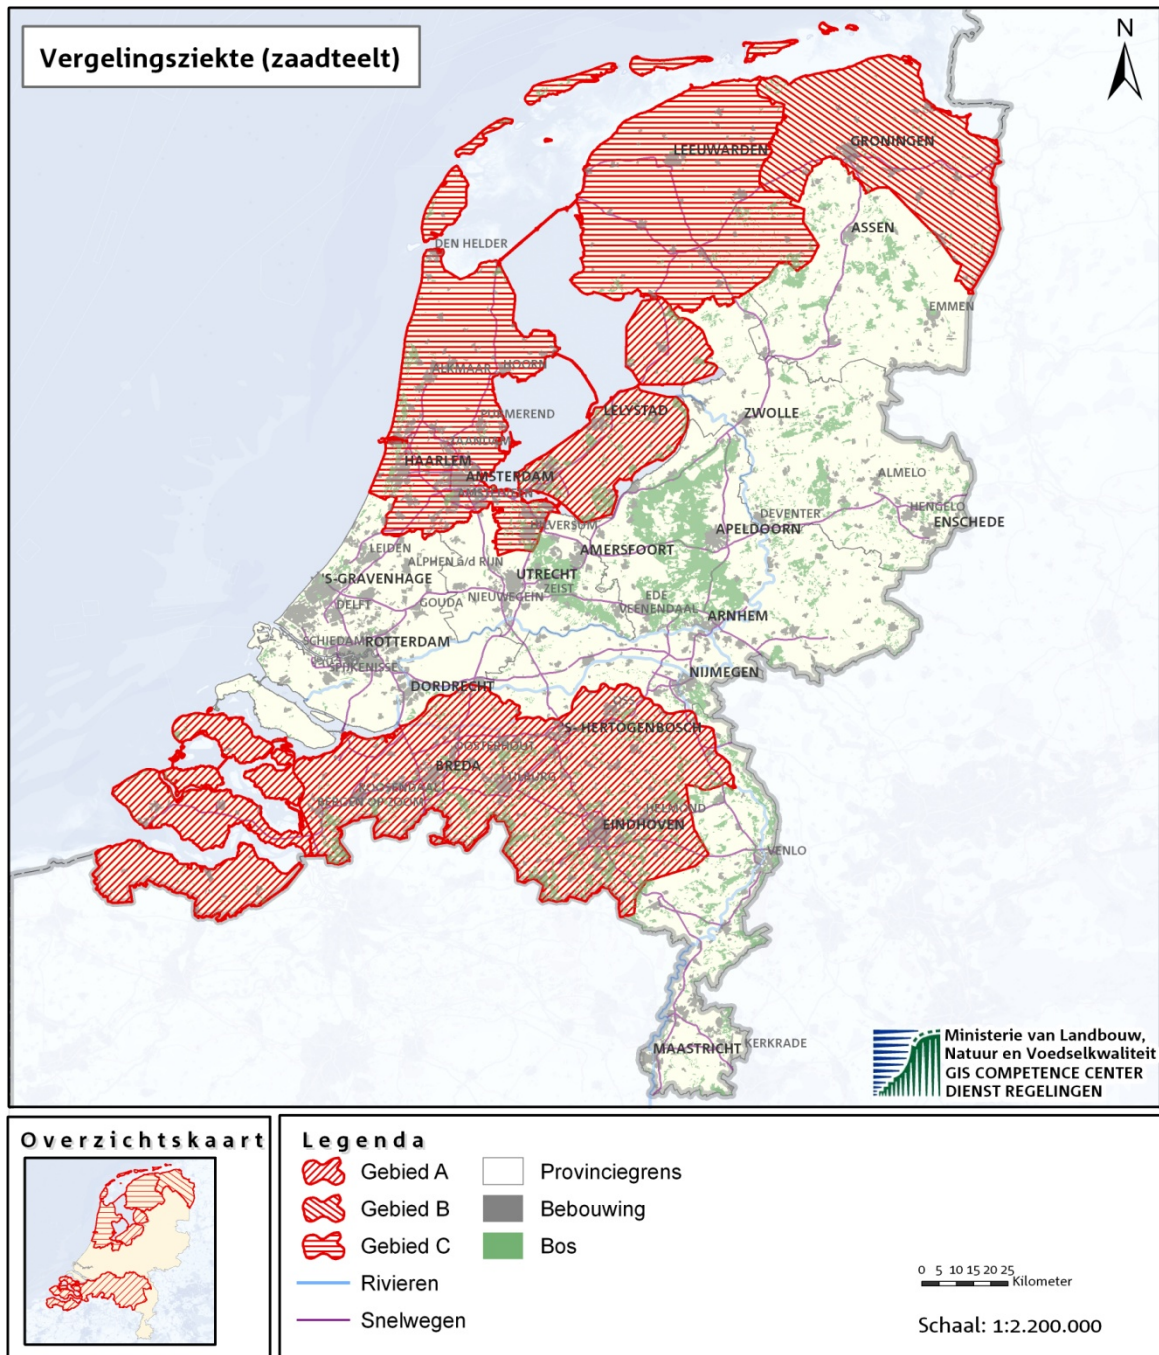 Vergelingsziekte (zaadteelt)
N
GRONINGEN
LEEUWARDEN
ASSEN
DEN HELDER
EMMEN
ALKMAAR
HOORN
PURMEREND
LELYSTAD
ZWOLLE
ZAANDAM
HAARLEM
AMSTERDAM
AMSTELVEEN
ALMELO
HENGELO
DEVENTER
ENSCHEDE
HILVERSUM
APELDOORN
LEIDEN
AMERSFOORT
ALPHEN a/d RIJN
'S-GRAVENHAGE
UTRECHT
ZEIST
DELFT
GOUDA
NIEUWEGEIN
EDE
VEENENDAAL
ARNHEM
SCHIEDAM
ROTTERDAM
SPIJKENISSE
DORDRECHT
NIJMEGEN
OSS
'S- HERTOGENBOSCH
OOSTERHOUT
BREDA
TILBURG
ROOSENDAAL
BERGEN OP ZOOM
HELMOND
EINDHOVEN
VENLO
MAASTRICHT
KERKRADE
Ministerie van Landbouw,
Natuur en Voedselkwaliteit
GIS COMPETENCE CENTER
DIENST REGELINGEN
Overzichtskaart
Legenda
Gebied A
Gebied B
Gebied C
Rivieren
Snelwegen
Provinciegrens
Bebouwing
Bos
0 5 10 15 20 25
Kilometer
Schaal: 1:2.200.000